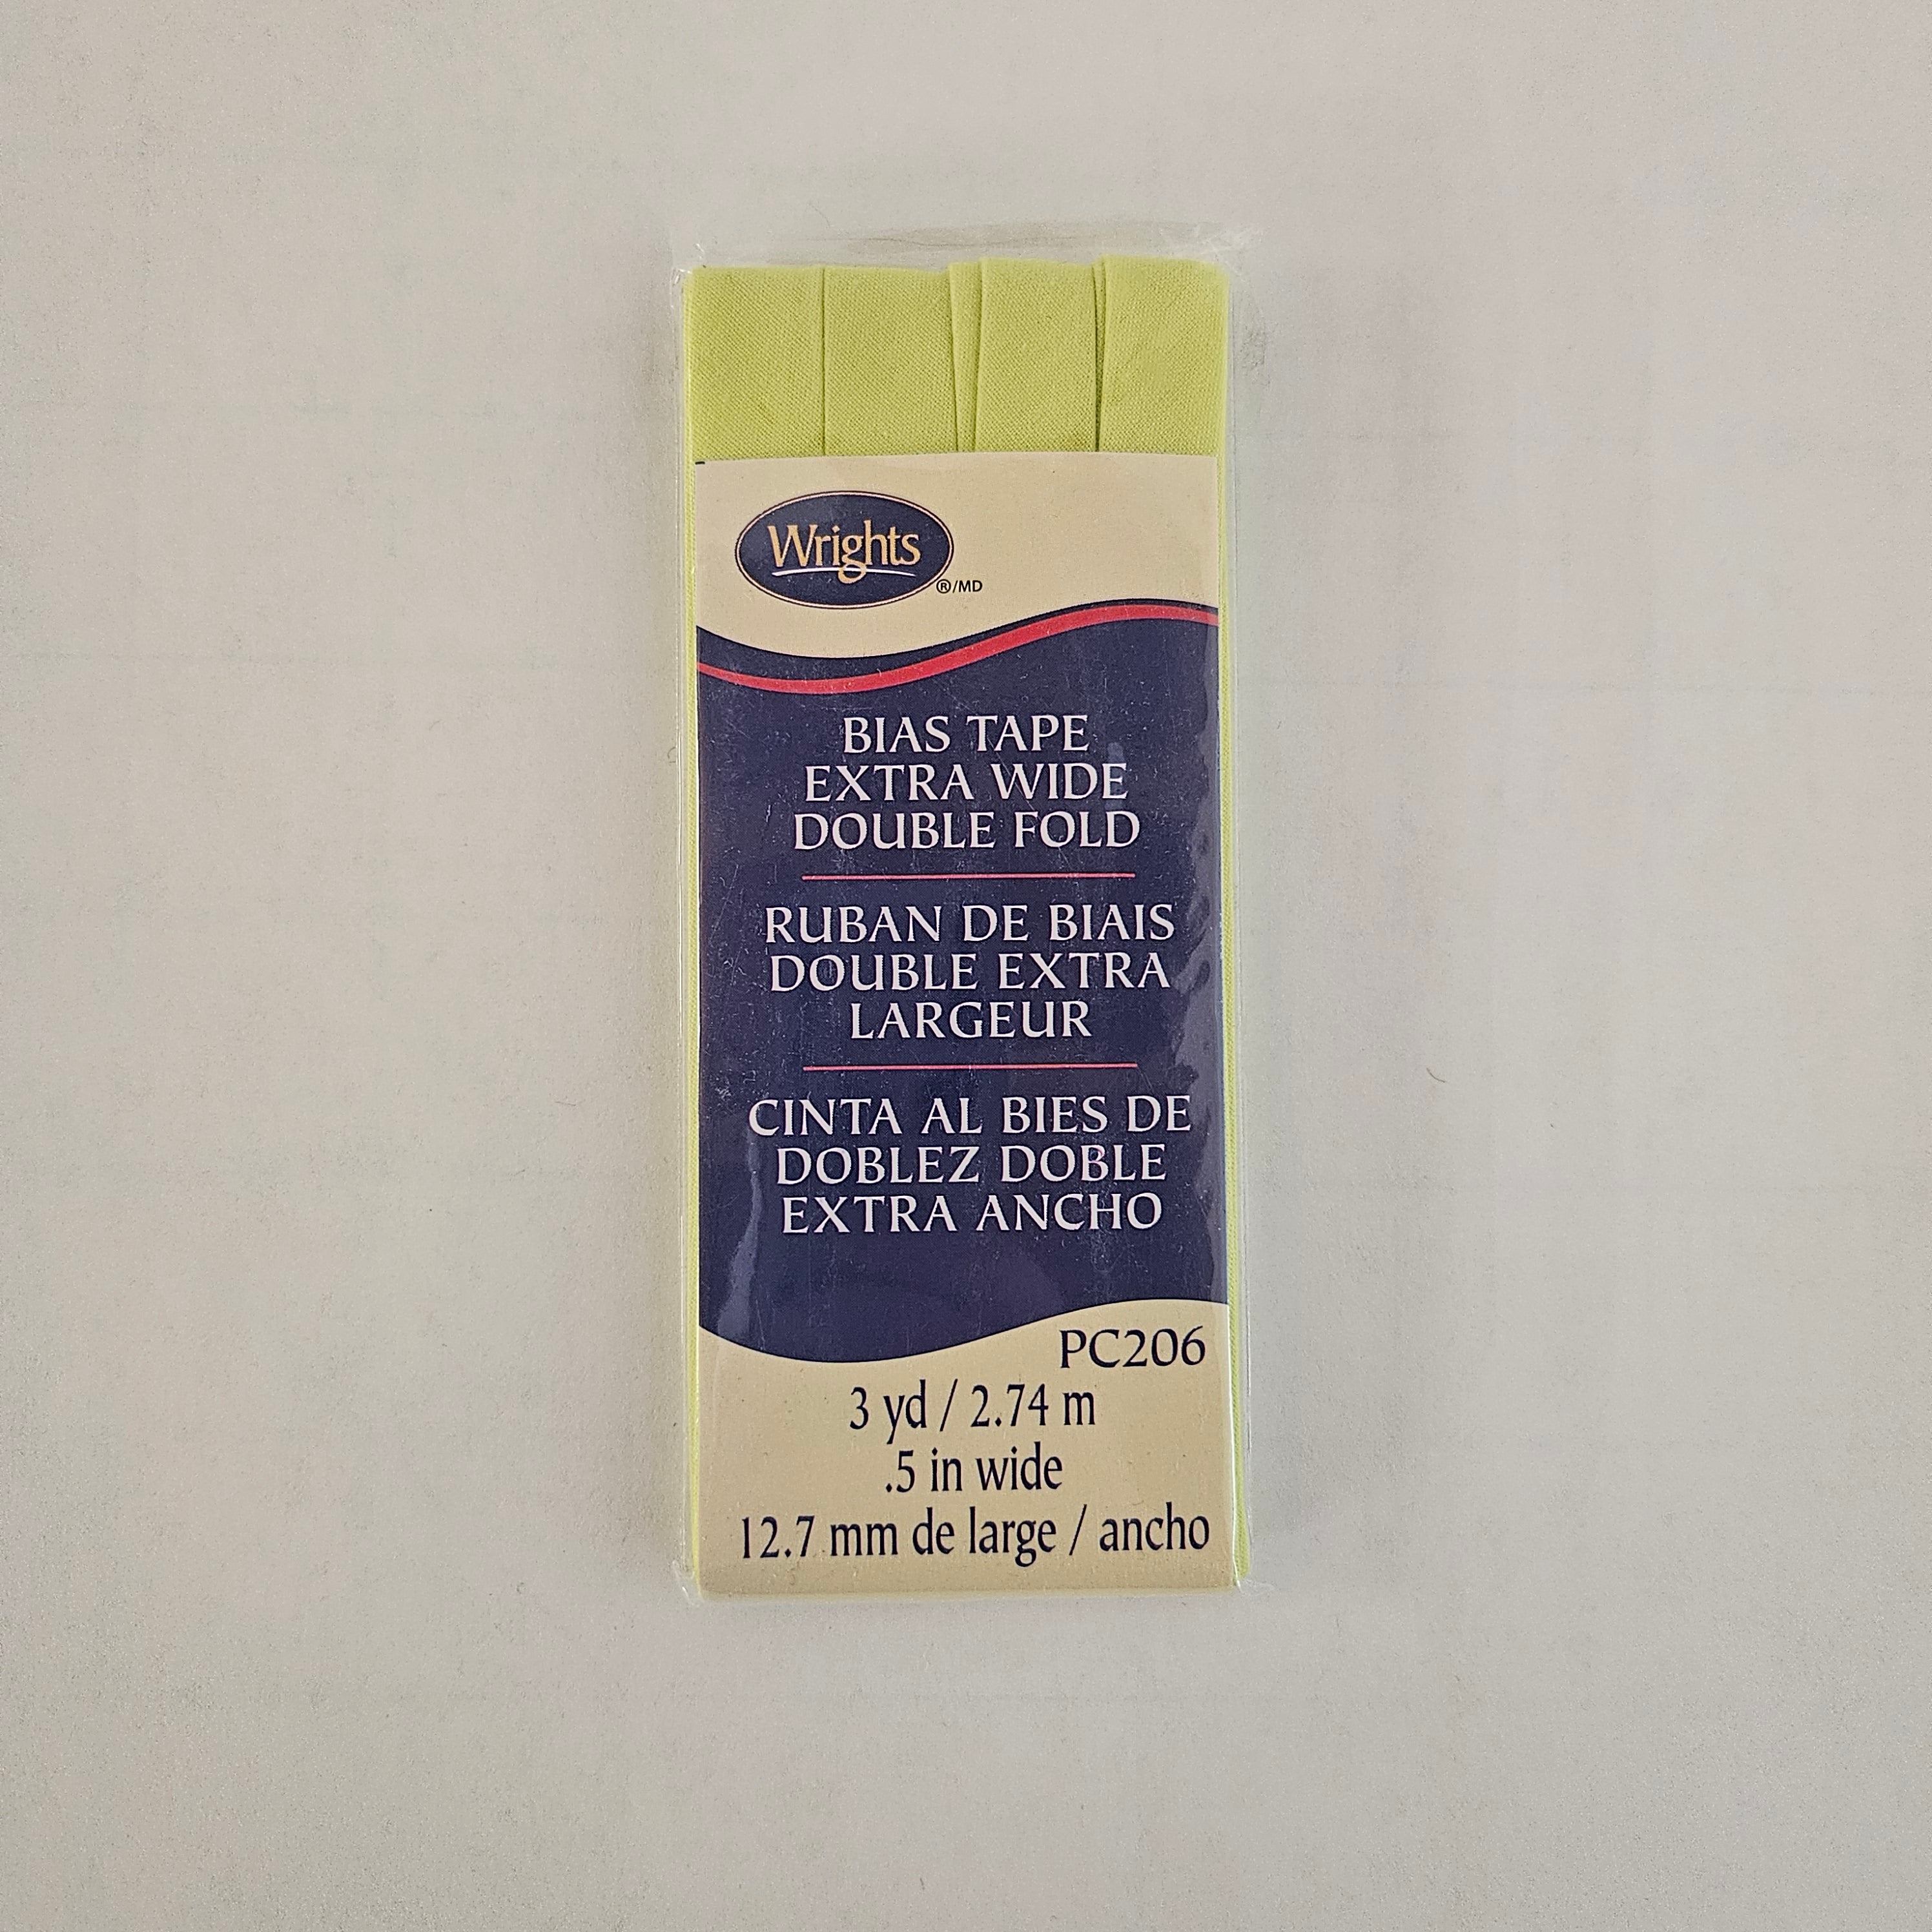 Wrights
®/MD
BIAS TAPE
EXTRA WIDE
DOUBLE FOLD
RUBAN DE BIAIS
DOUBLE EXTRA
LARGEUR
CINTA AL BIES DE
DOBLEZ DOBLE
EXTRA ANCHO
PC206
3 yd / 2.74 m
.5 in wide
12.7 mm de large / ancho